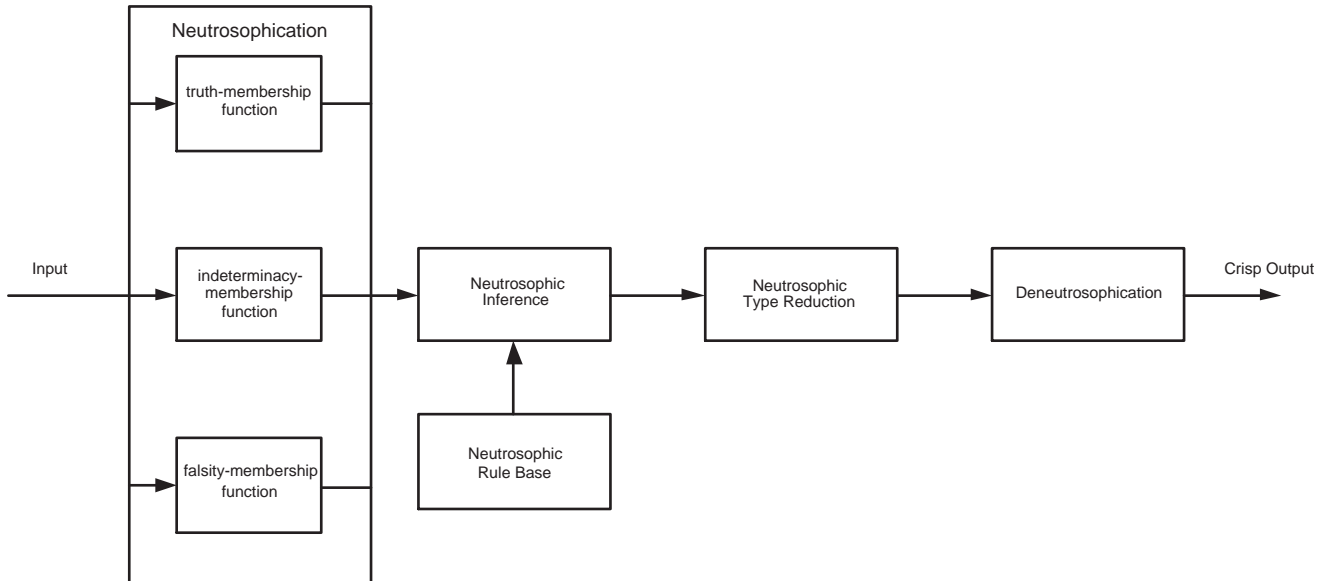 Neutrosophication
truth-membership
function
Input
indeterminacy-
membership
function
Neutrosophic
Inference
Neutrosophic
Type Reduction
Deneutrosophication
Crisp Output
falsity-membership
function
Neutrosophic
Rule Base